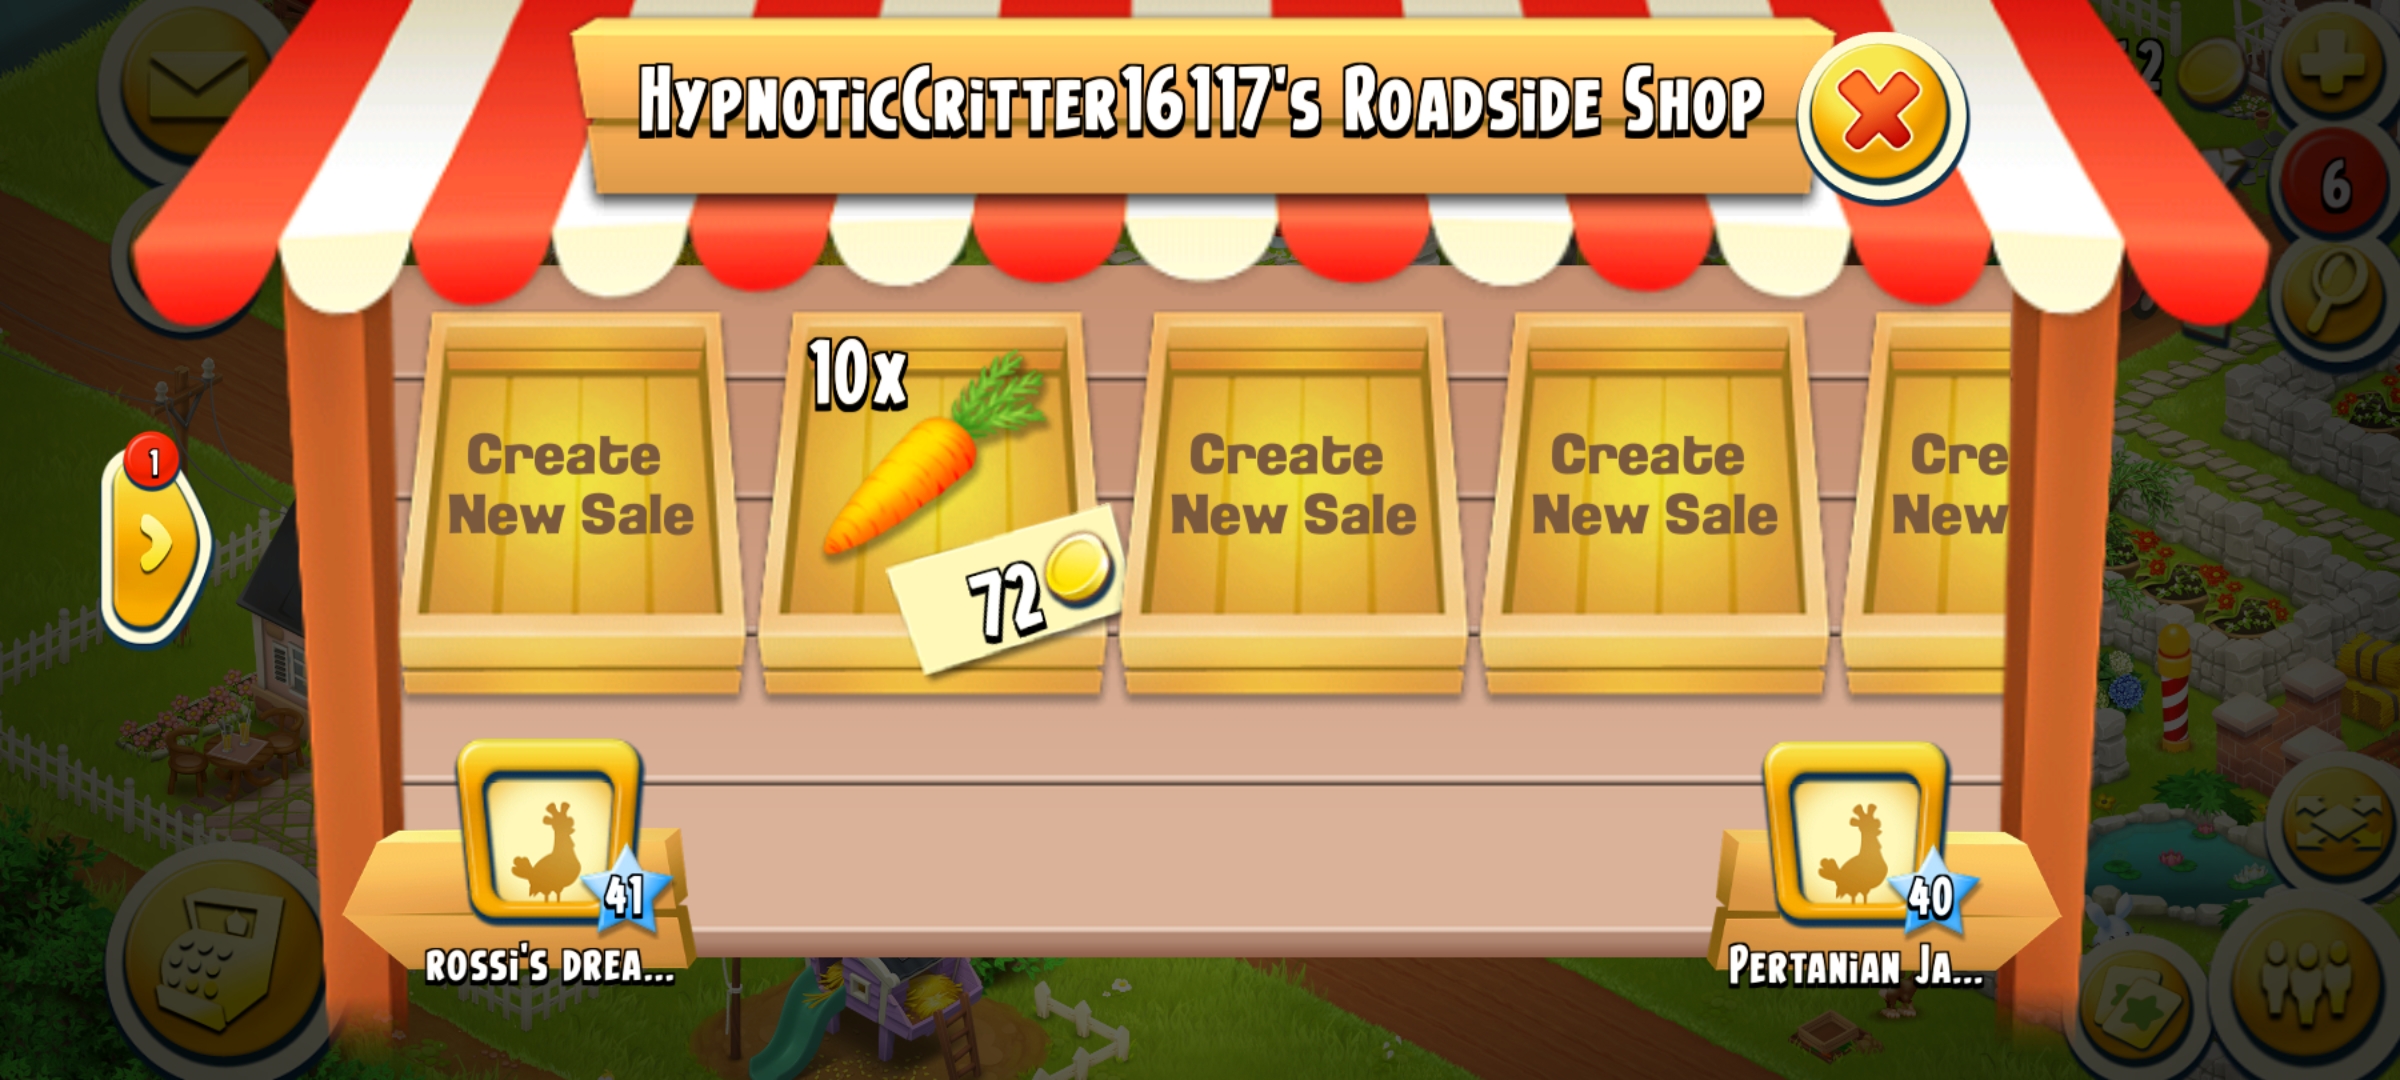 HypnoticCritter16117's Roadside Shop
6
1
10x
Create
New Sale
72
Create
New Sale
Create
New Sale
Cre
New
41
ROSSi'S DREA...
40
Pertanian Ja...